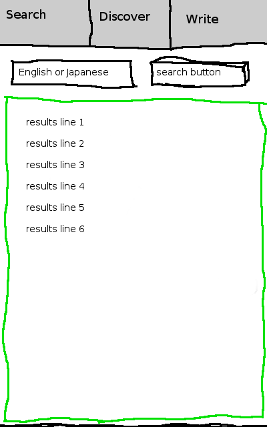 Search Discover Write
English or Japanese search button
results line 1
results line 2
results line 3
results line 4
results line 5
results line 6